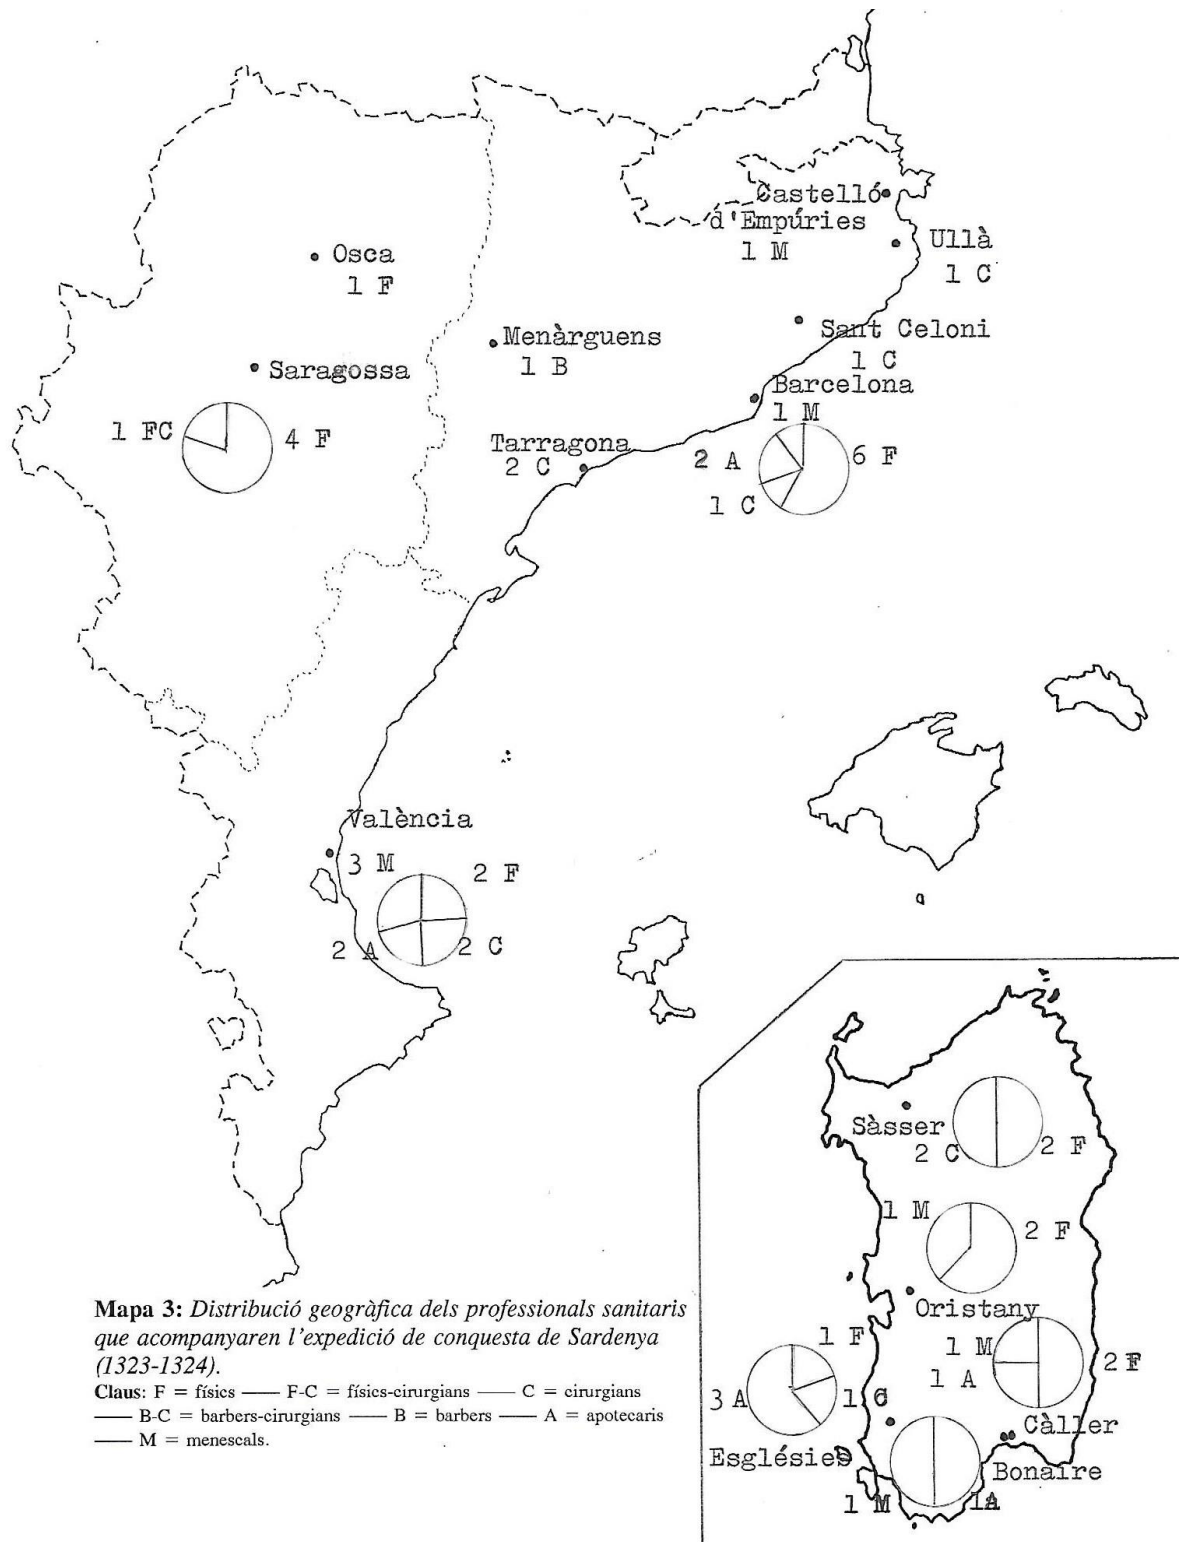 Castelló
d'Empúries
1 M
Ullà
1 C
Osca
1 F
Sant Celoni
1 C
Menàrguens
1 B
Saragossa
1 FC
4 F
Barcelona
1 M
2 A
6 F
1 C
Tarragona
2 C
València
3 M
2 F
2 A
2 C
Sàsser
2 C
2 F
1 M
2 F
Oristany
1 M
2 F
1 A
1 F
3 A
1 C
Esglésies
Càller
Bonaire
1 M
1A
Mapa 3: Distribució geogràfica dels professionals sanitaris
que acompanyaren l'expedició de conquesta de Sardenya
(1323-1324).
Claus: F = físics —— F-C = físics-cirurgians —— C = cirurgians
—— B-C = barbers-cirurgians —— B = barbers —— A = apotecaris
—— M = menescals.